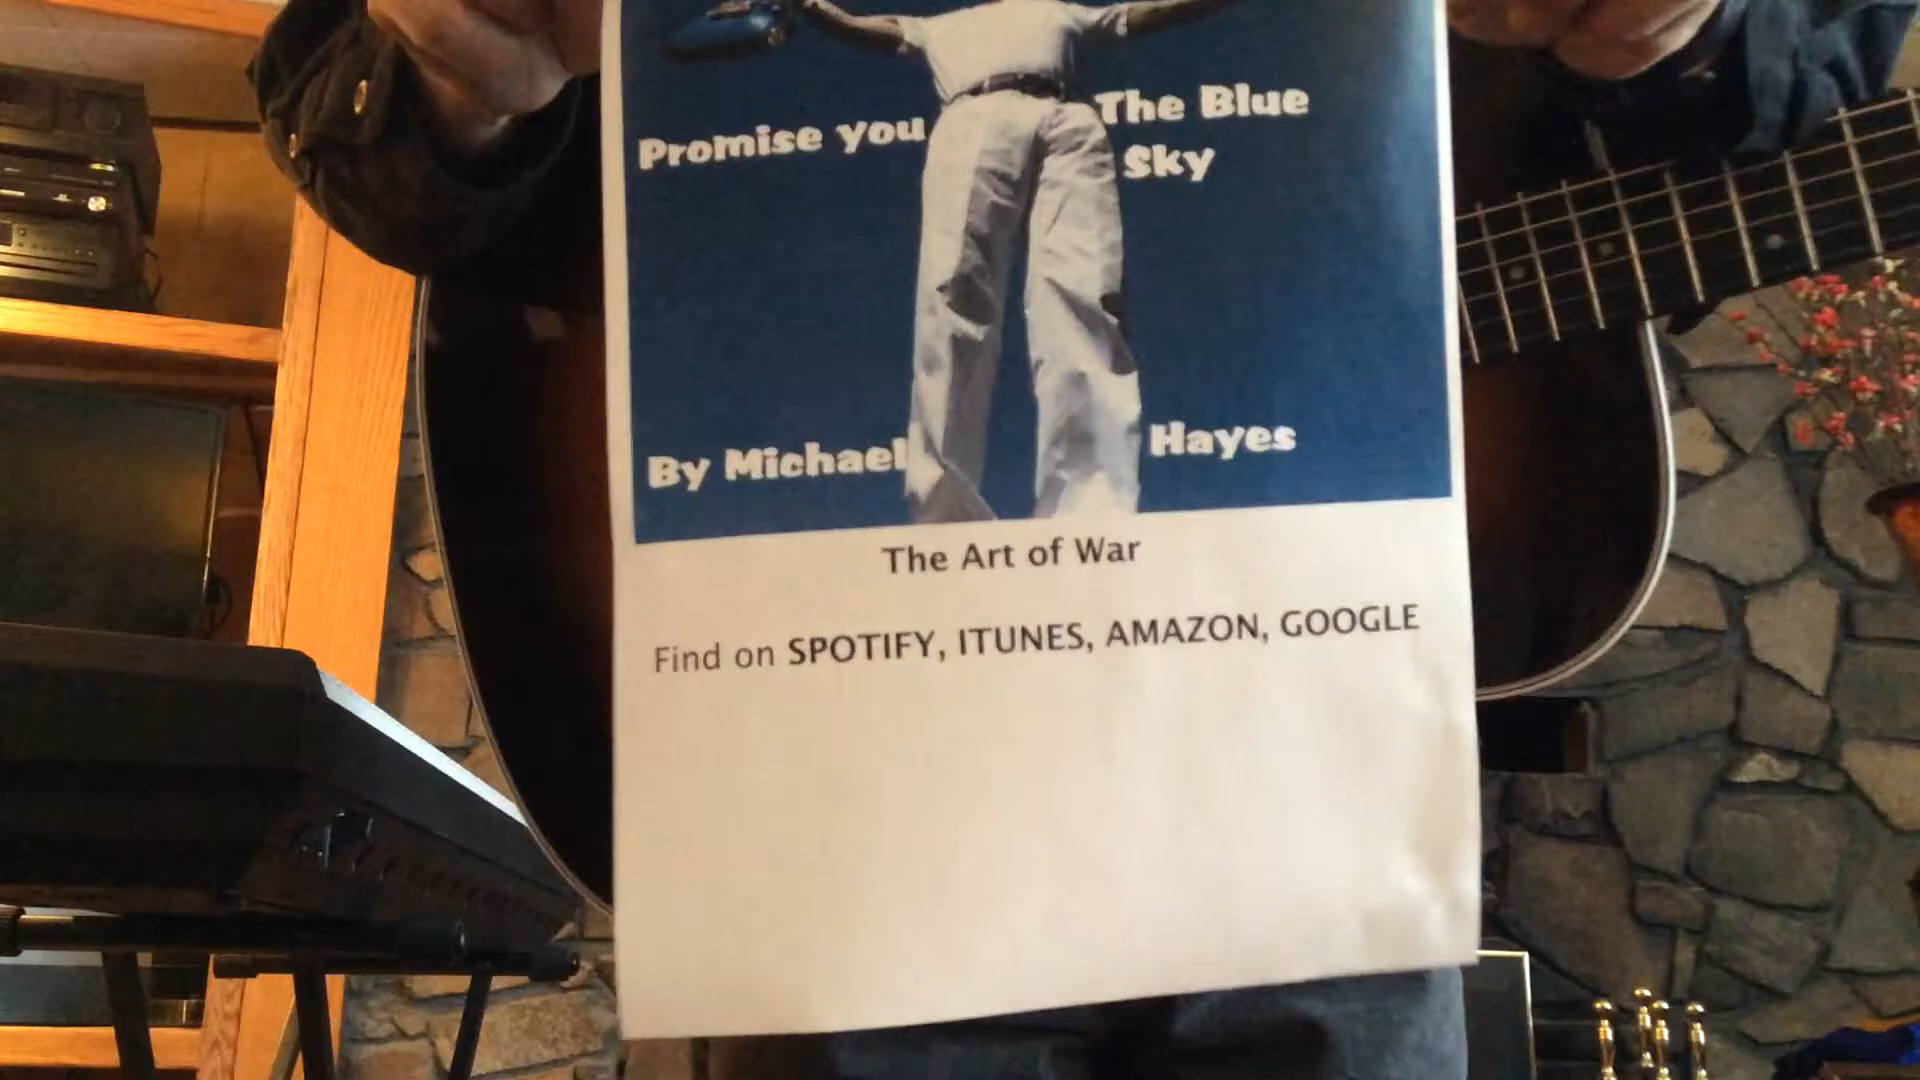 Promise you The Blue
Sky
By Michael Hayes
The Art of War
Find on SPOTIFY, ITUNES, AMAZON, GOOGLE